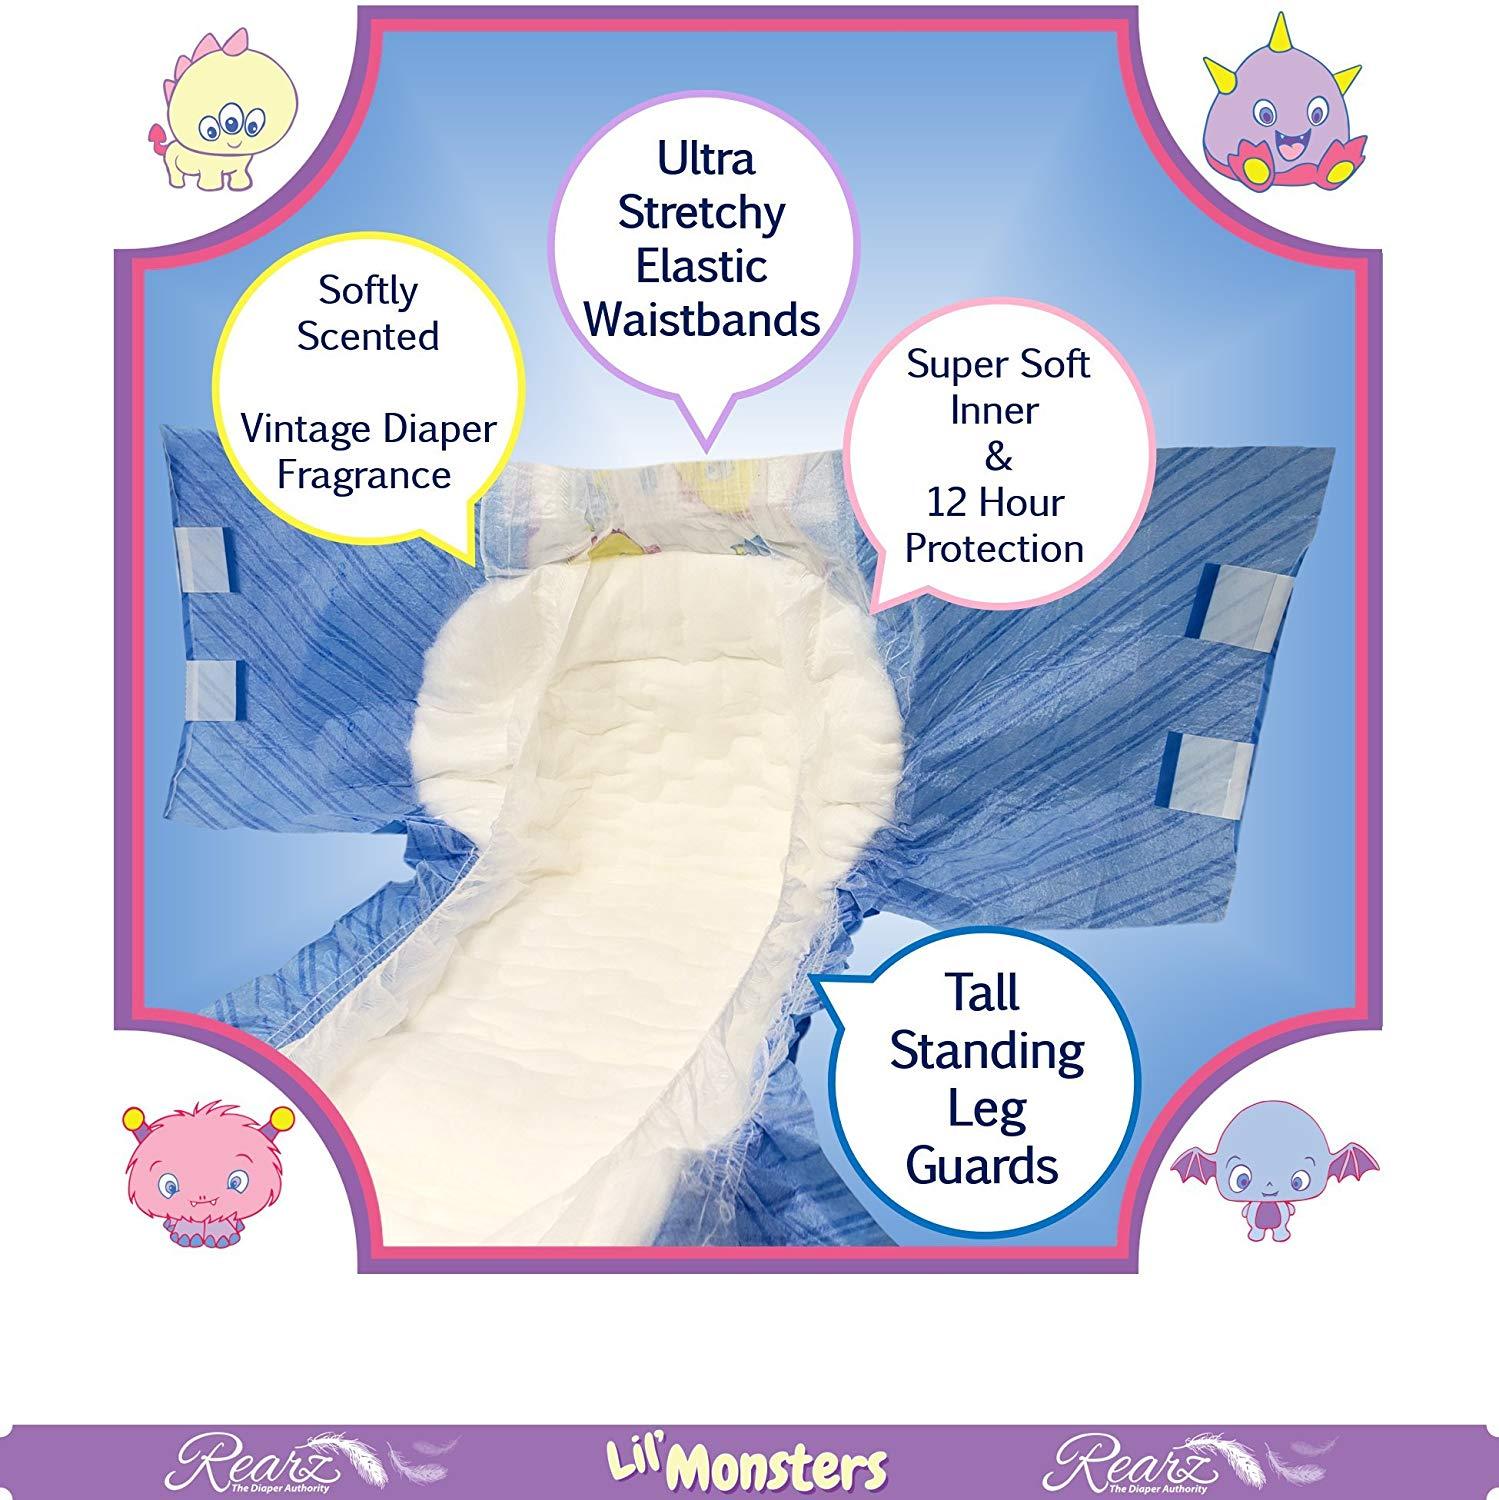 Ultra
Stretchy
Elastic
Waistbands
Softly
Scented
Vintage Diaper
Fragrance
Super Soft
Inner
&
12 Hour
Protection
Tall
Standing
Leg
Guards
Rearz
The Diaper Authority
Lil' Monsters
Rearz
The Diaper Authority